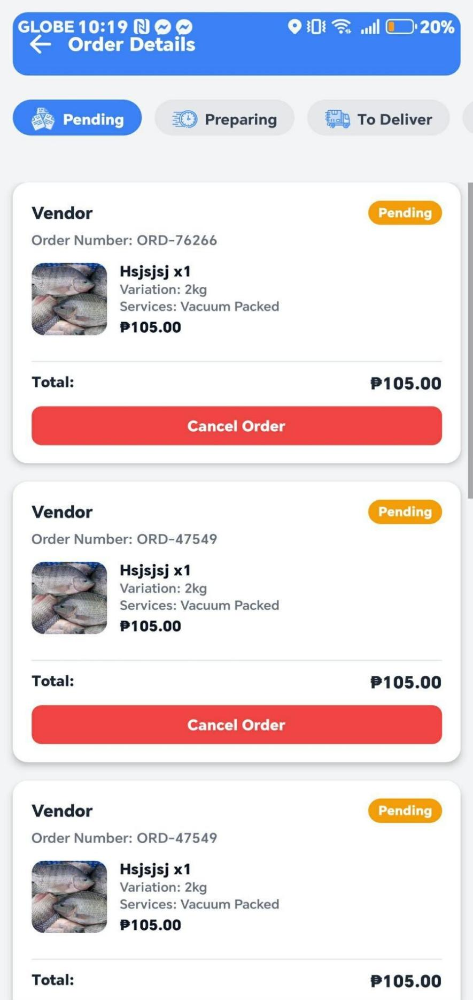 GLOBE 10:19 20%
Order Details
Pending Preparing To Deliver
Vendor Pending
Order Number: ORD-76266
Hsjsjsj x1
Variation: 2kg
Services: Vacuum Packed
₱105.00
Total: ₱105.00
Cancel Order
Vendor Pending
Order Number: ORD-47549
Hsjsjsj x1
Variation: 2kg
Services: Vacuum Packed
₱105.00
Total: ₱105.00
Cancel Order
Vendor Pending
Order Number: ORD-47549
Hsjsjsj x1
Variation: 2kg
Services: Vacuum Packed
₱105.00
Total: ₱105.00